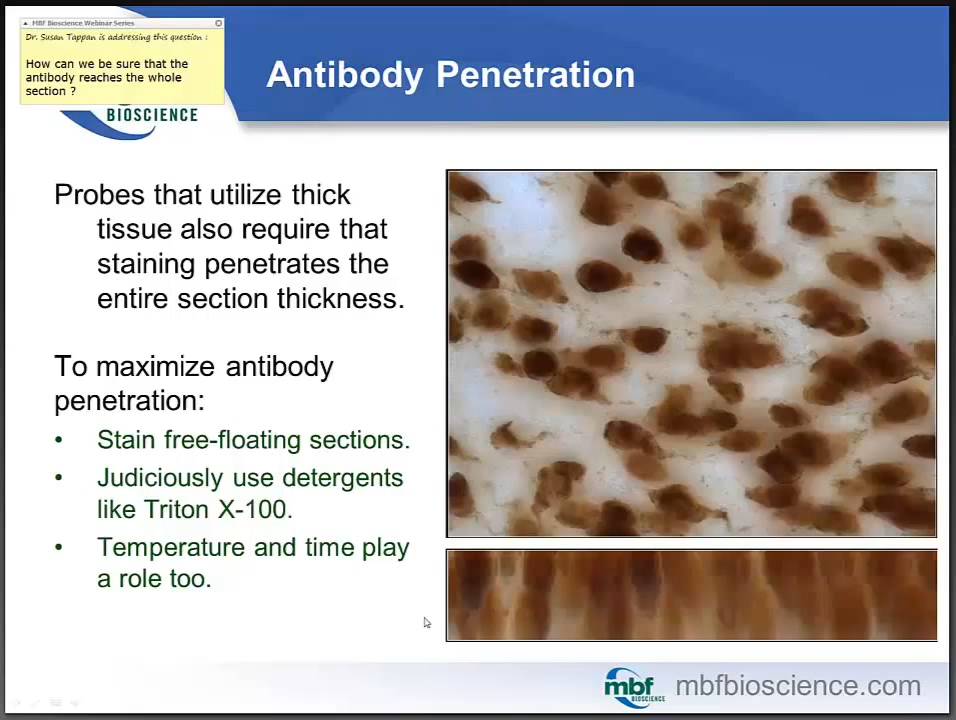 MBF Bioscience Webinar Series
Dr. Susan Tappan is addressing this question :
How can we be sure that the
antibody reaches the whole
section ?
BIOSCIENCE
Antibody Penetration
Probes that utilize thick
tissue also require that
staining penetrates the
entire section thickness.
To maximize antibody
penetration:
• Stain free-floating sections.
• Judiciously use detergents
like Triton X-100.
• Temperature and time play
a role too.
mbf
BIOSCIENCE
mbfbioscience.com